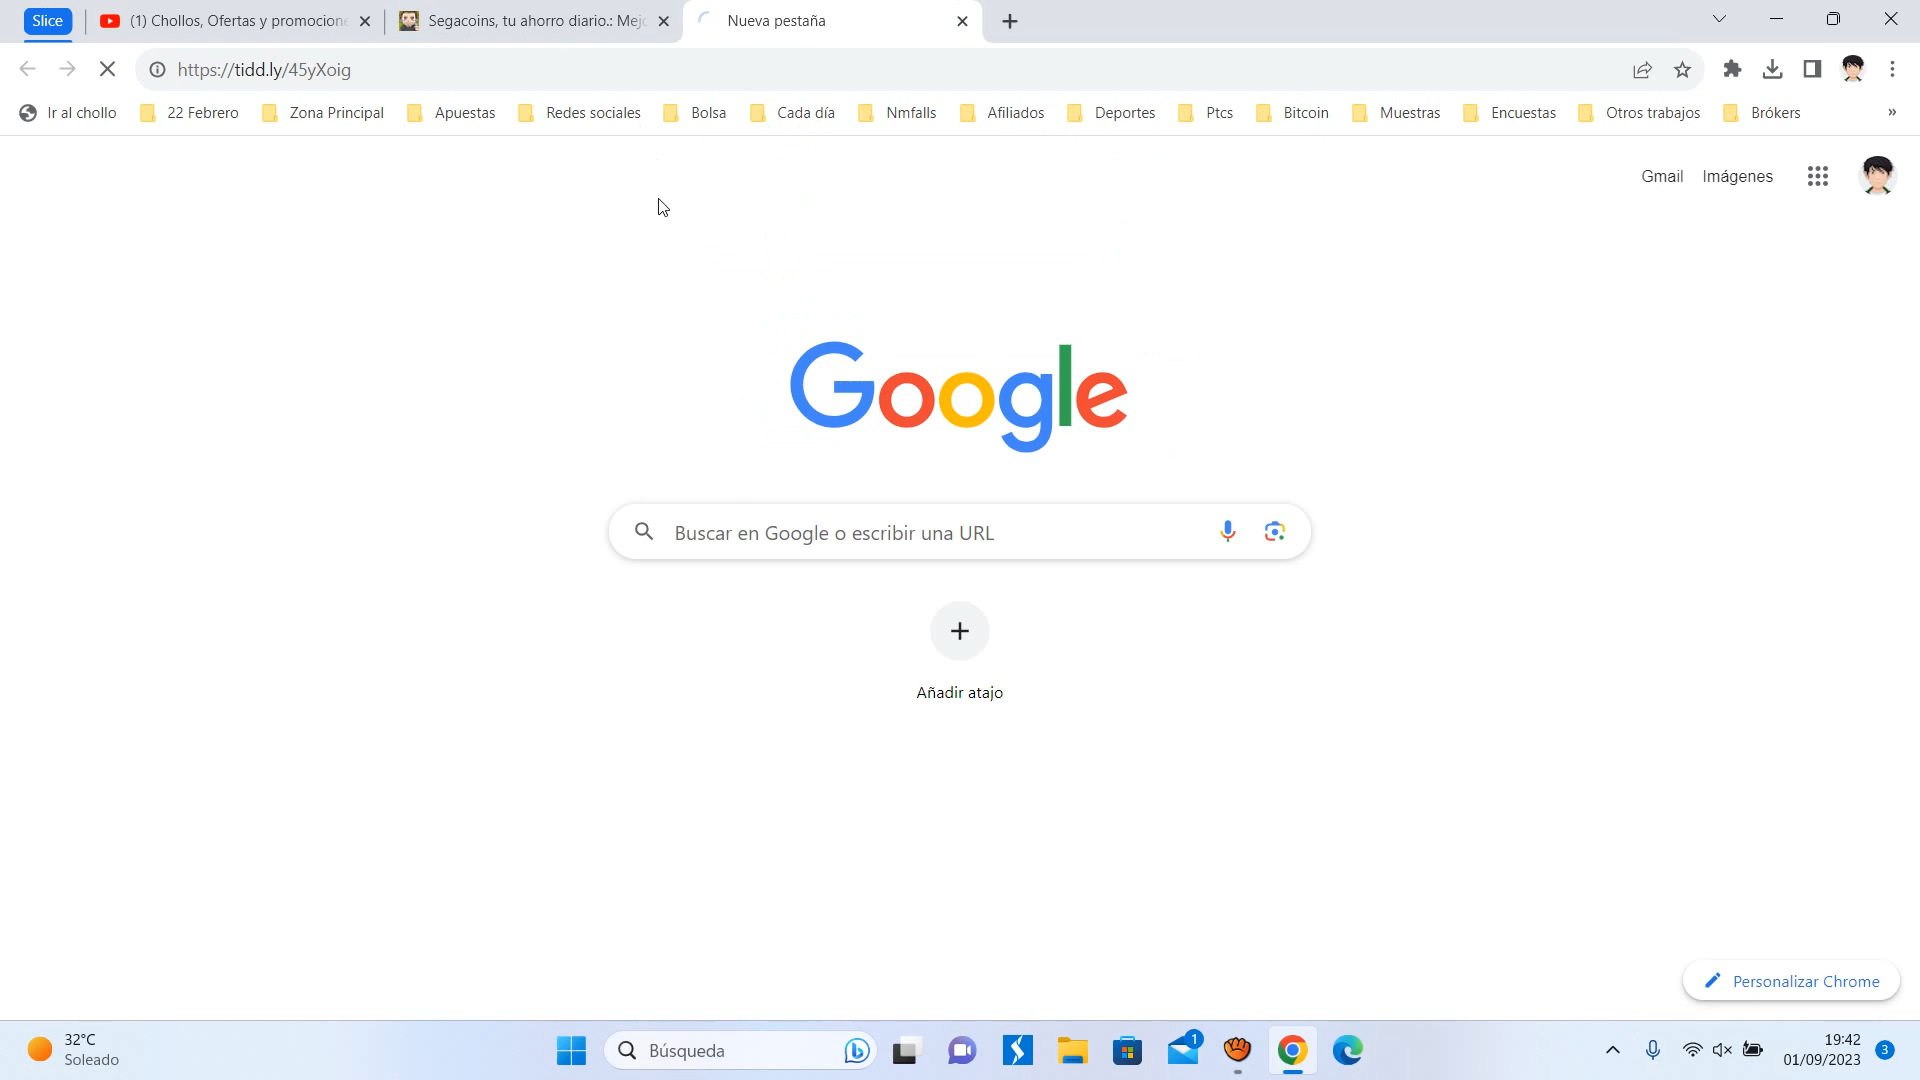 Slice
(1) Chollos, Ofertas y promocione
Segacoins, tu ahorro diario.: Mejo
Nueva pestaña
https://tidd.ly/45yXoig
Ir al chollo
22 Febrero
Zona Principal
Apuestas
Redes sociales
Bolsa
Cada día
Nmfalls
Afiliados
Deportes
Ptcs
Bitcoin
Muestras
Encuestas
Otros trabajos
Brókers
»
Gmail
Imágenes
Google
Buscar en Google o escribir una URL
Añadir atajo
Personalizar Chrome
32°C
Soleado
Búsqueda
1
19:42
01/09/2023
3